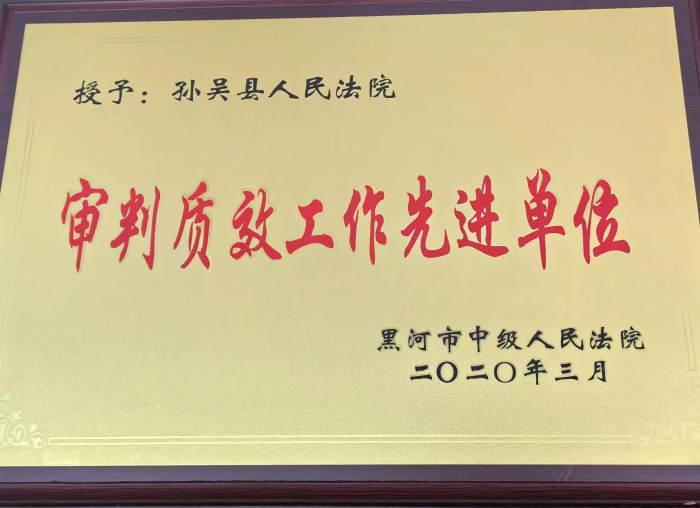 授予：孙吴县人民法院
审判质效工作先进单位
黑河市中级人民法院
二〇二〇年三月